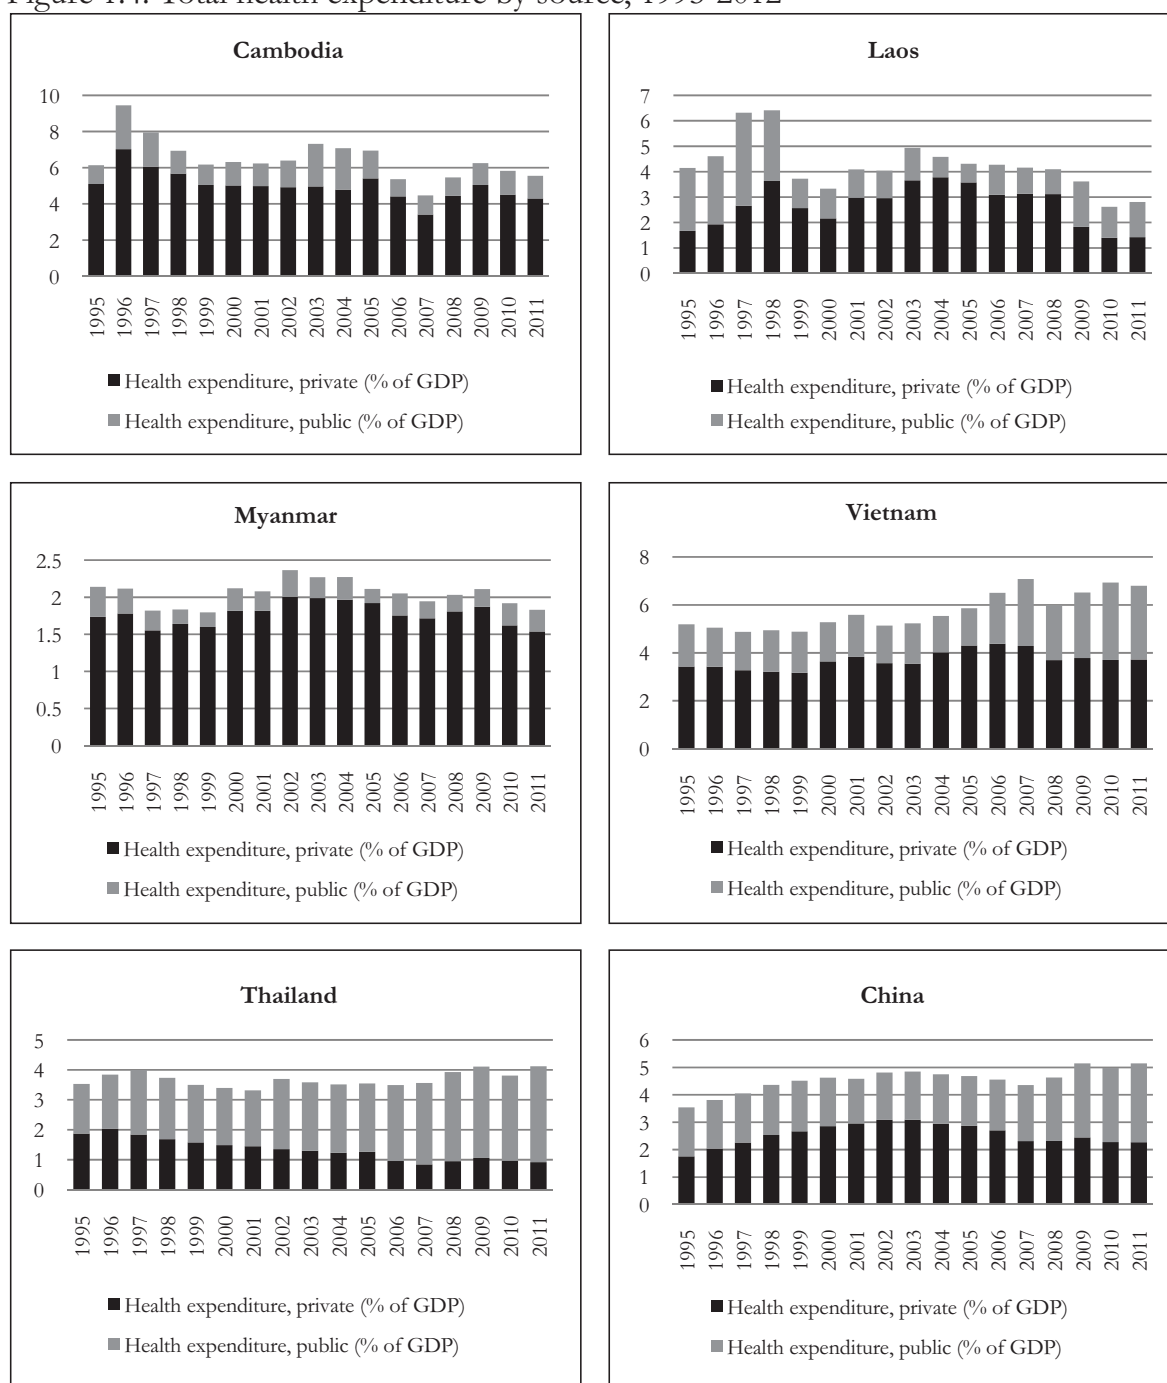 Figure 1.4: Total health expenditure by source, 1995-2012
Cambodia
10
8
6
4
2
0
1995 1996 1997 1998 1999 2000 2001 2002 2003 2004 2005 2006 2007 2008 2009 2010 2011
Health expenditure, private (% of GDP)
Health expenditure, public (% of GDP)
Laos
7
6
5
4
3
2
1
0
1995 1996 1997 1998 1999 2000 2001 2002 2003 2004 2005 2006 2007 2008 2009 2010 2011
Health expenditure, private (% of GDP)
Health expenditure, public (% of GDP)
Myanmar
2.5
2
1.5
1
0.5
0
1995 1996 1997 1998 1999 2000 2001 2002 2003 2004 2005 2006 2007 2008 2009 2010 2011
Health expenditure, private (% of GDP)
Health expenditure, public (% of GDP)
Vietnam
8
6
4
2
0
1995 1996 1997 1998 1999 2000 2001 2002 2003 2004 2005 2006 2007 2008 2009 2010 2011
Health expenditure, private (% of GDP)
Health expenditure, public (% of GDP)
Thailand
5
4
3
2
1
0
1995 1996 1997 1998 1999 2000 2001 2002 2003 2004 2005 2006 2007 2008 2009 2010 2011
Health expenditure, private (% of GDP)
Health expenditure, public (% of GDP)
China
6
5
4
3
2
1
0
1995 1996 1997 1998 1999 2000 2001 2002 2003 2004 2005 2006 2007 2008 2009 2010 2011
Health expenditure, private (% of GDP)
Health expenditure, public (% of GDP)